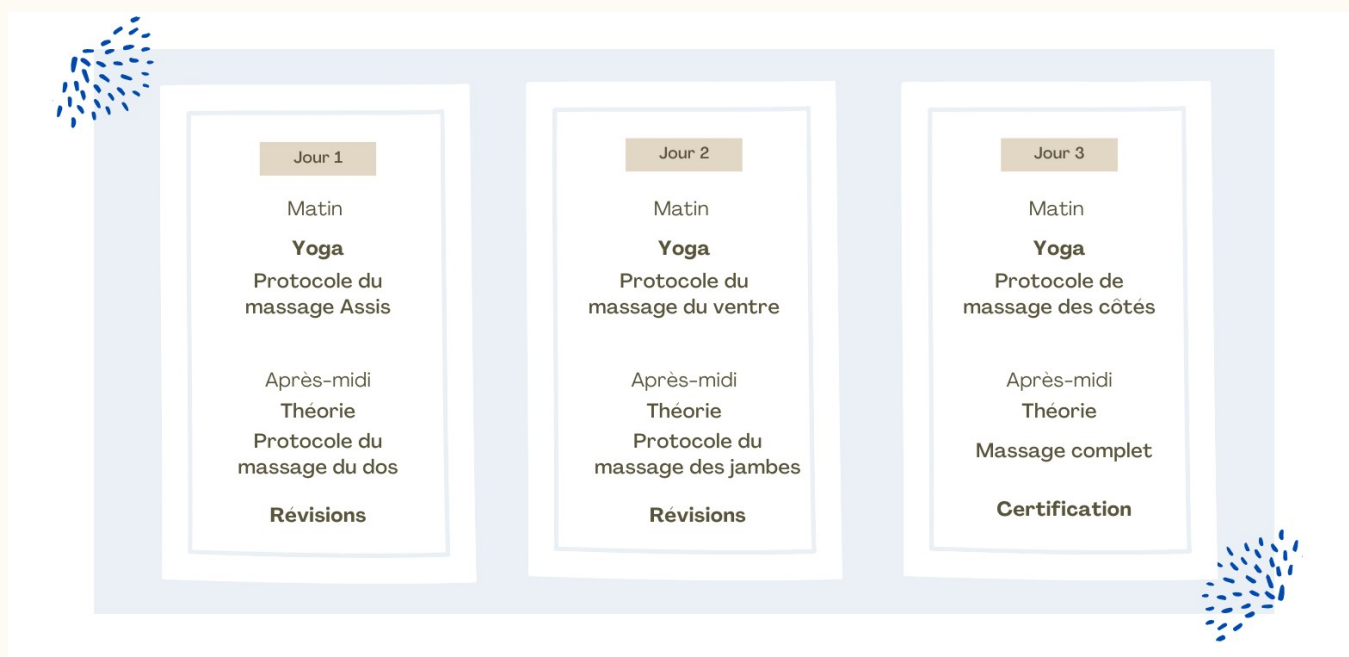 Jour 1
Matin
Yoga
Protocole du
massage Assis
Après-midi
Théorie
Protocole du
massage du dos
Révisions
Jour 2
Matin
Yoga
Protocole du
massage du ventre
Après-midi
Théorie
Protocole du
massage des jambes
Révisions
Jour 3
Matin
Yoga
Protocole de
massage des côtés
Après-midi
Théorie
Massage complet
Certification